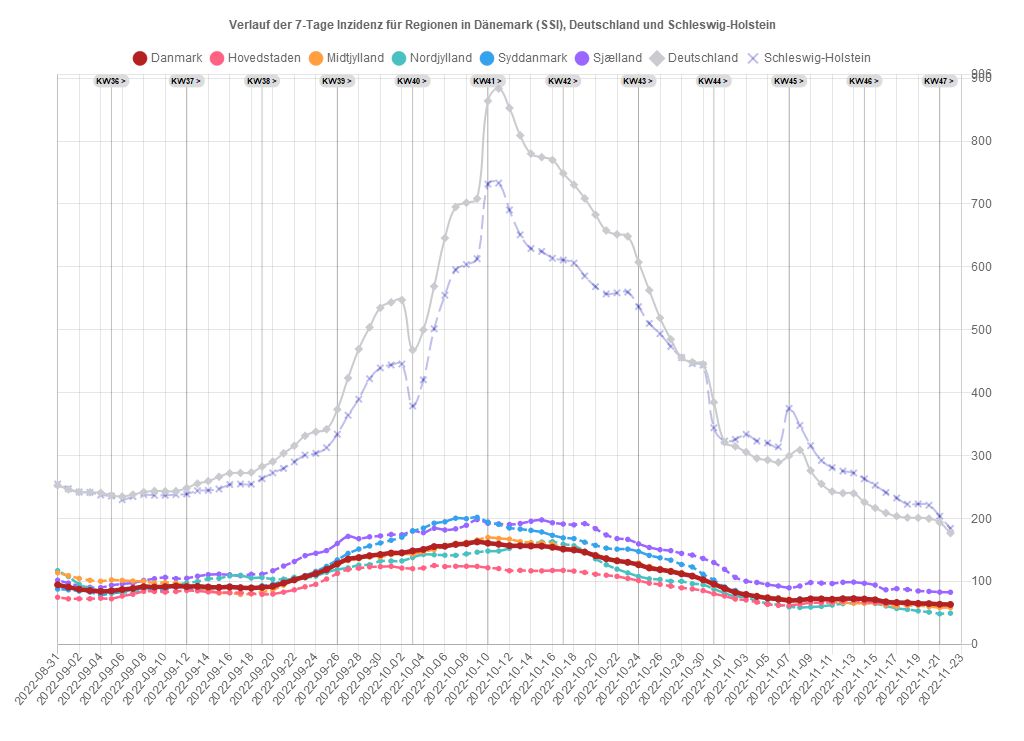 Verlauf der 7-Tage Inzidenz für Regionen in Dänemark (SSI), Deutschland und Schleswig-Holstein
Danmark Hovedstaden Midtjylland Nordjylland Syddanmark Sjælland Deutschland Schleswig-Holstein
KW36 > KW37 > KW38 > KW39 > KW40 > KW41 > KW42 > KW43 > KW44 > KW45 > KW46 > KW47 >
906
900
800
700
600
500
400
300
200
100
0
2022-08-31 2022-09-02 2022-09-04 2022-09-06 2022-09-08 2022-09-10 2022-09-12 2022-09-14 2022-09-16 2022-09-18 2022-09-20 2022-09-22 2022-09-24 2022-09-26 2022-09-28 2022-09-30 2022-10-02 2022-10-04 2022-10-06 2022-10-08 2022-10-10 2022-10-12 2022-10-14 2022-10-16 2022-10-18 2022-10-20 2022-10-22 2022-10-24 2022-10-26 2022-10-28 2022-10-30 2022-11-01 2022-11-03 2022-11-05 2022-11-07 2022-11-09 2022-11-11 2022-11-13 2022-11-15 2022-11-17 2022-11-19 2022-11-21 2022-11-23